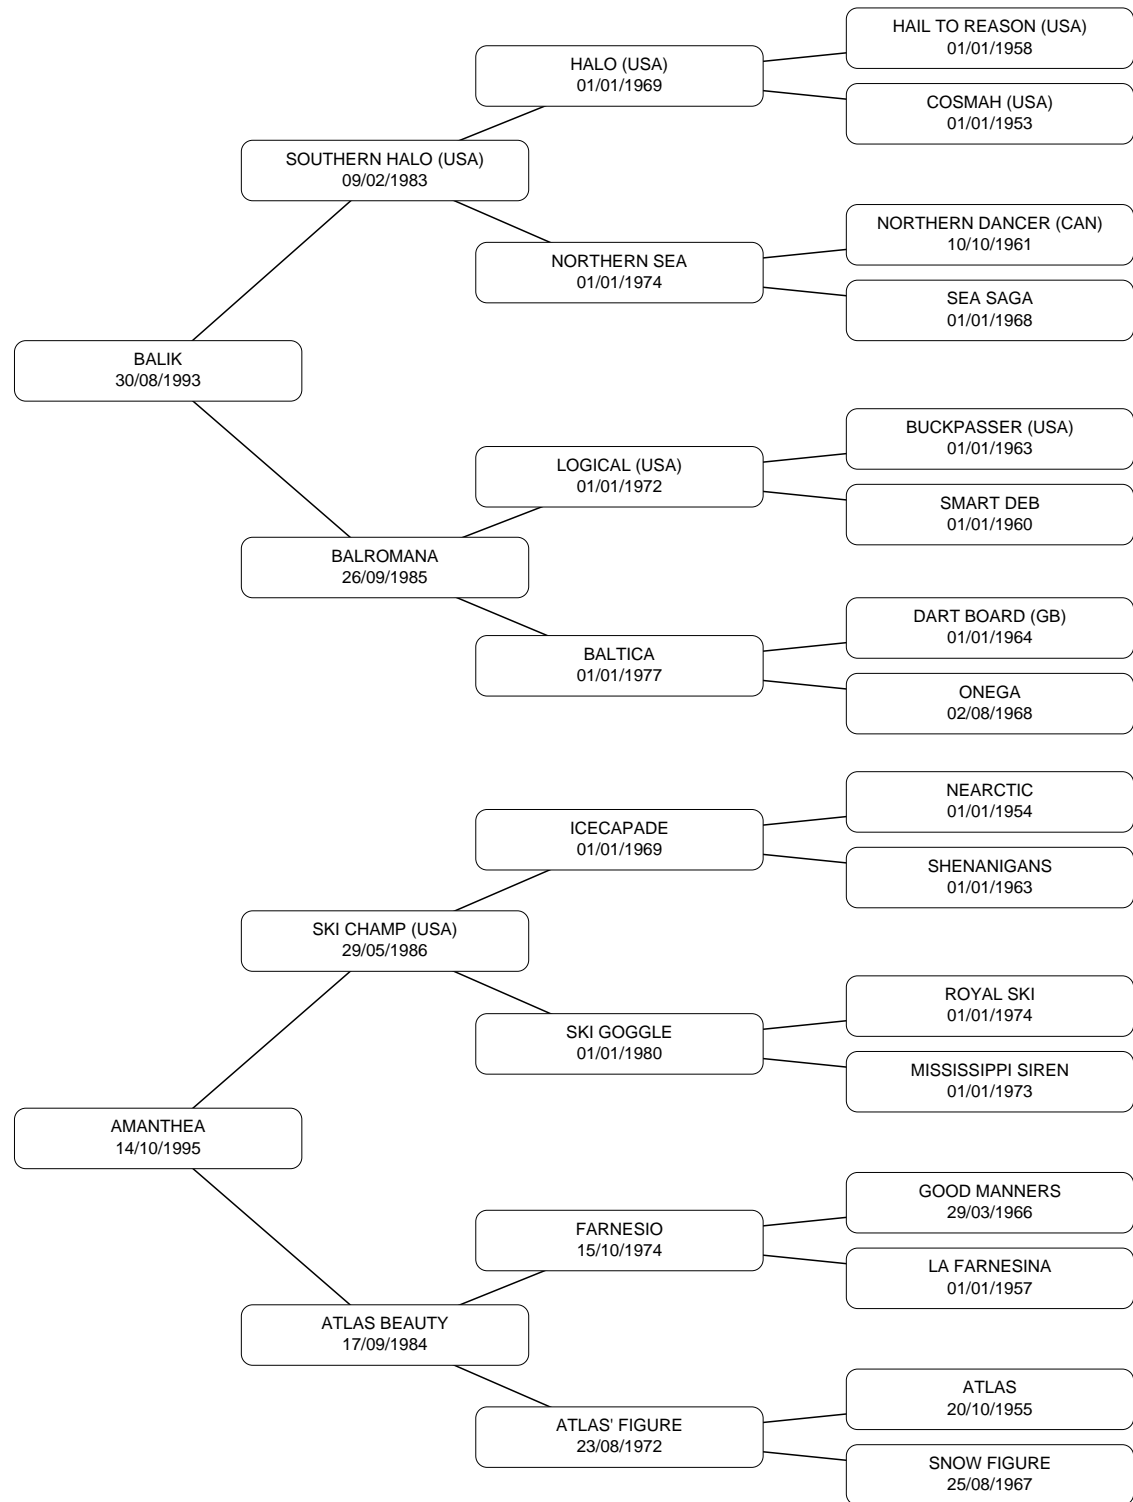 HAIL TO REASON (USA)
01/01/1958
HALO (USA)
01/01/1969
COSMAH (USA)
01/01/1953
SOUTHERN HALO (USA)
09/02/1983
NORTHERN DANCER (CAN)
10/10/1961
NORTHERN SEA
01/01/1974
SEA SAGA
01/01/1968
BALIK
30/08/1993
BUCKPASSER (USA)
01/01/1963
LOGICAL (USA)
01/01/1972
SMART DEB
01/01/1960
BALROMANA
26/09/1985
DART BOARD (GB)
01/01/1964
BALTICA
01/01/1977
ONEGA
02/08/1968
NEARCTIC
01/01/1954
ICECAPADE
01/01/1969
SHENANIGANS
01/01/1963
SKI CHAMP (USA)
29/05/1986
ROYAL SKI
01/01/1974
SKI GOGGLE
01/01/1980
MISSISSIPPI SIREN
01/01/1973
AMANTHEA
14/10/1995
GOOD MANNERS
29/03/1966
FARNESIO
15/10/1974
LA FARNESINA
01/01/1957
ATLAS BEAUTY
17/09/1984
ATLAS
20/10/1955
ATLAS' FIGURE
23/08/1972
SNOW FIGURE
25/08/1967